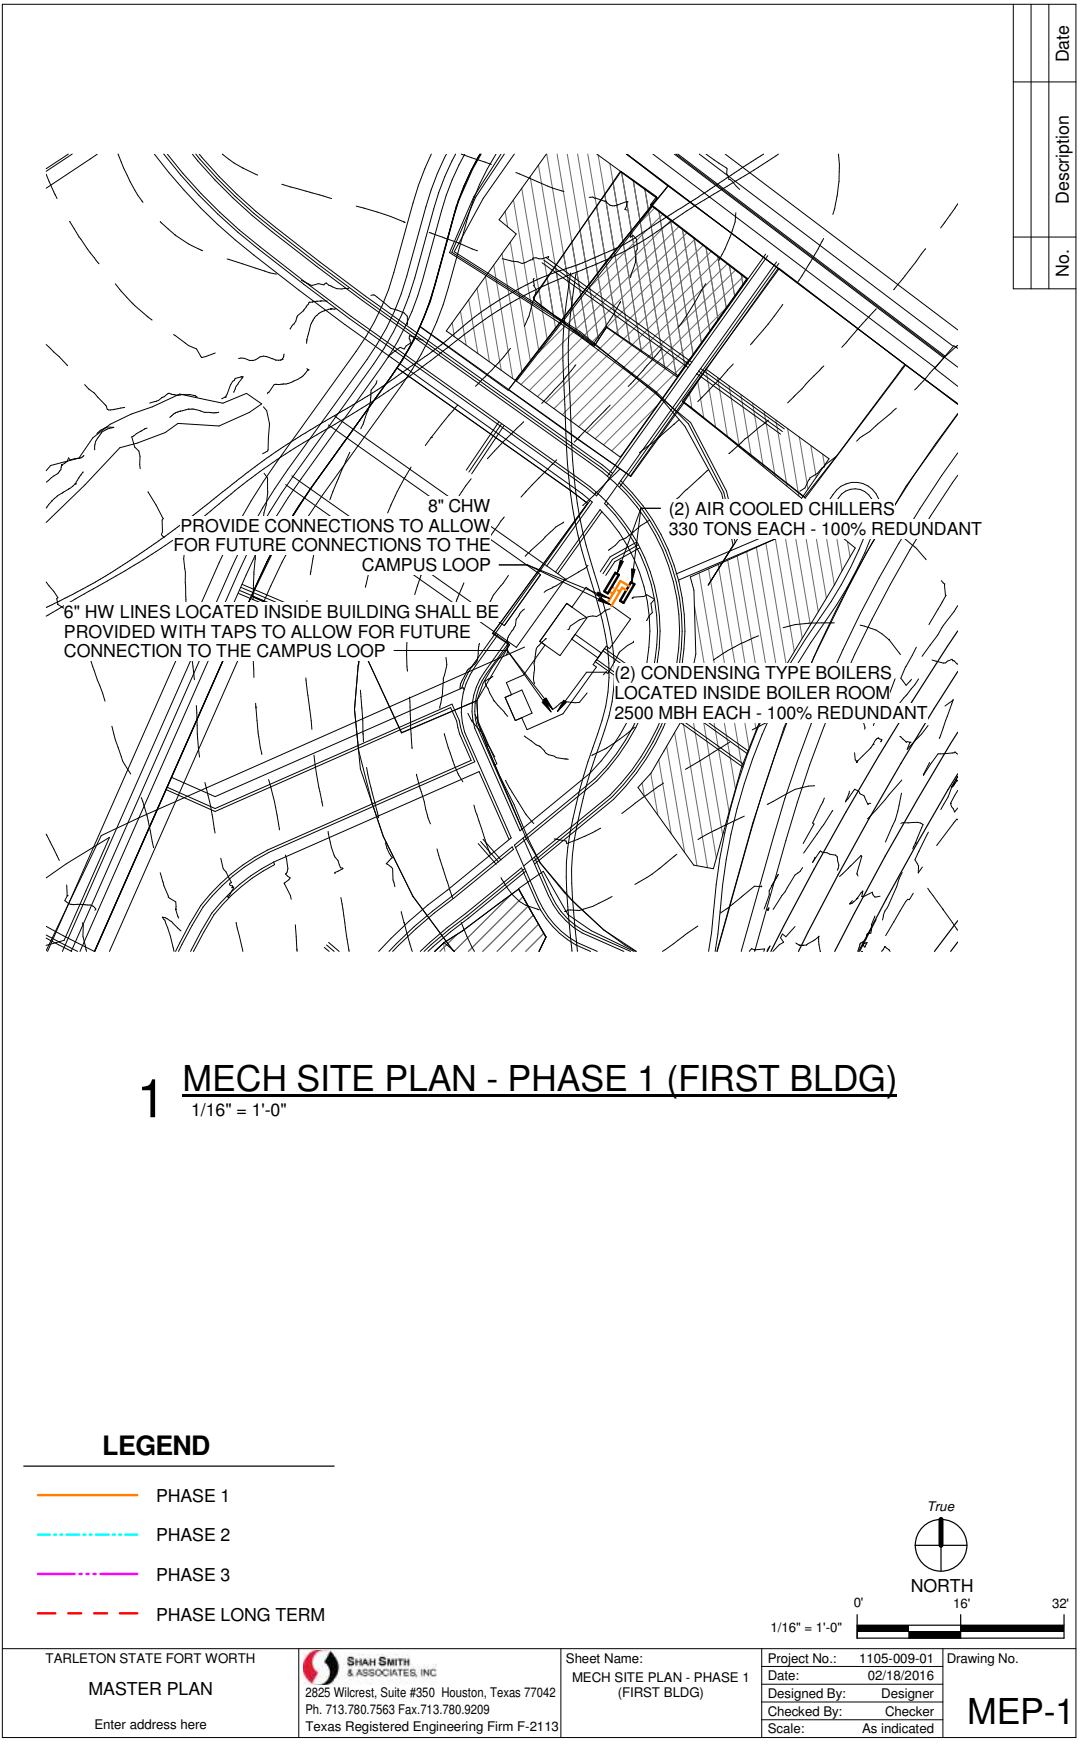 Date
Description
No.
8" CHW
PROVIDE CONNECTIONS TO ALLOW
FOR FUTURE CONNECTIONS TO THE
CAMPUS LOOP
(2) AIR COOLED CHILLERS
330 TONS EACH - 100% REDUNDANT
6" HW LINES LOCATED INSIDE BUILDING SHALL BE
PROVIDED WITH TAPS TO ALLOW FOR FUTURE
CONNECTION TO THE CAMPUS LOOP
(2) CONDENSING TYPE BOILERS
LOCATED INSIDE BOILER ROOM
2500 MBH EACH - 100% REDUNDANT
1 MECH SITE PLAN - PHASE 1 (FIRST BLDG)
1/16" = 1'-0"
LEGEND
PHASE 1
PHASE 2
PHASE 3
PHASE LONG TERM
True
NORTH
0' 16' 32'
1/16" = 1'-0"
TARLETON STATE FORT WORTH
MASTER PLAN
Enter address here
SHAH SMITH
& ASSOCIATES, INC
2825 Wilcrest, Suite #350 Houston, Texas 77042
Ph. 713.780.7563 Fax.713.780.9209
Texas Registered Engineering Firm F-2113
Sheet Name:
MECH SITE PLAN - PHASE 1
(FIRST BLDG)
Project No.: 1105-009-01
Date: 02/18/2016
Designed By: Designer
Checked By: Checker
Scale: As indicated
Drawing No.
MEP-1